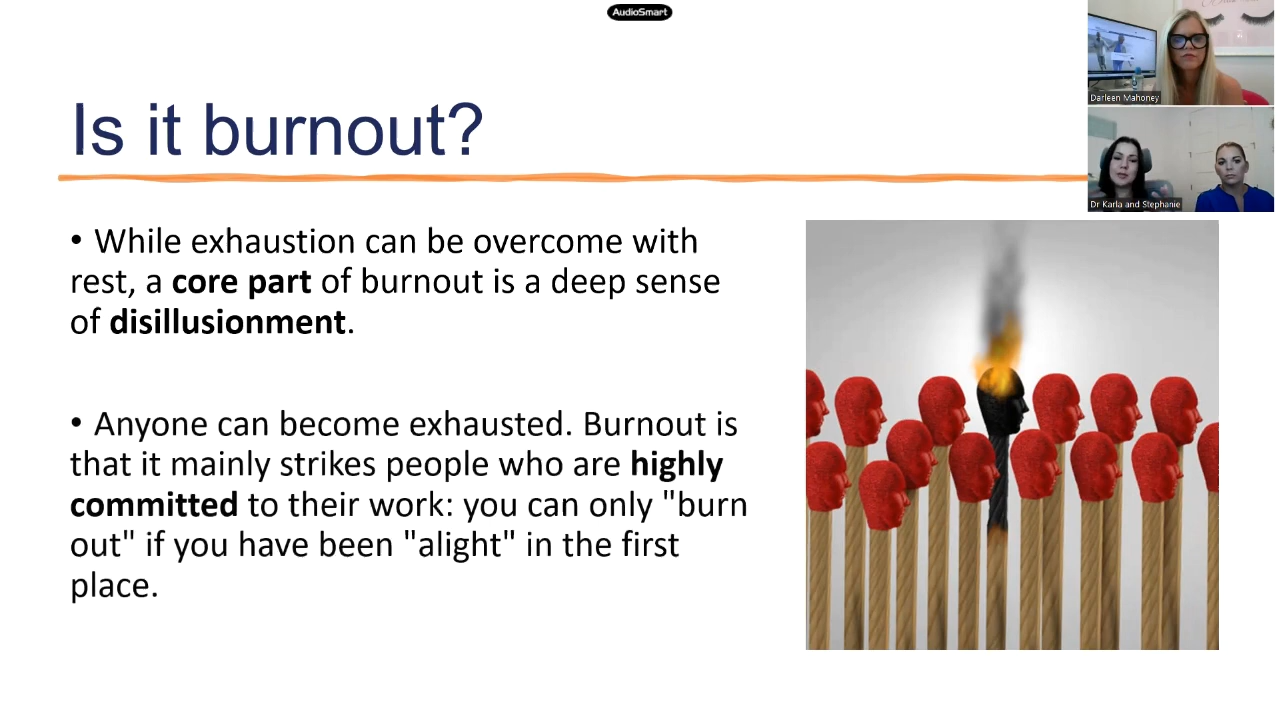 AudioSmart
Is it burnout?
• While exhaustion can be overcome with
rest, a core part of burnout is a deep sense
of disillusionment.
• Anyone can become exhausted. Burnout is
that it mainly strikes people who are highly
committed to their work: you can only "burn
out" if you have been "alight" in the first
place.
Darleen Mahoney
Dr Karla and Stephanie